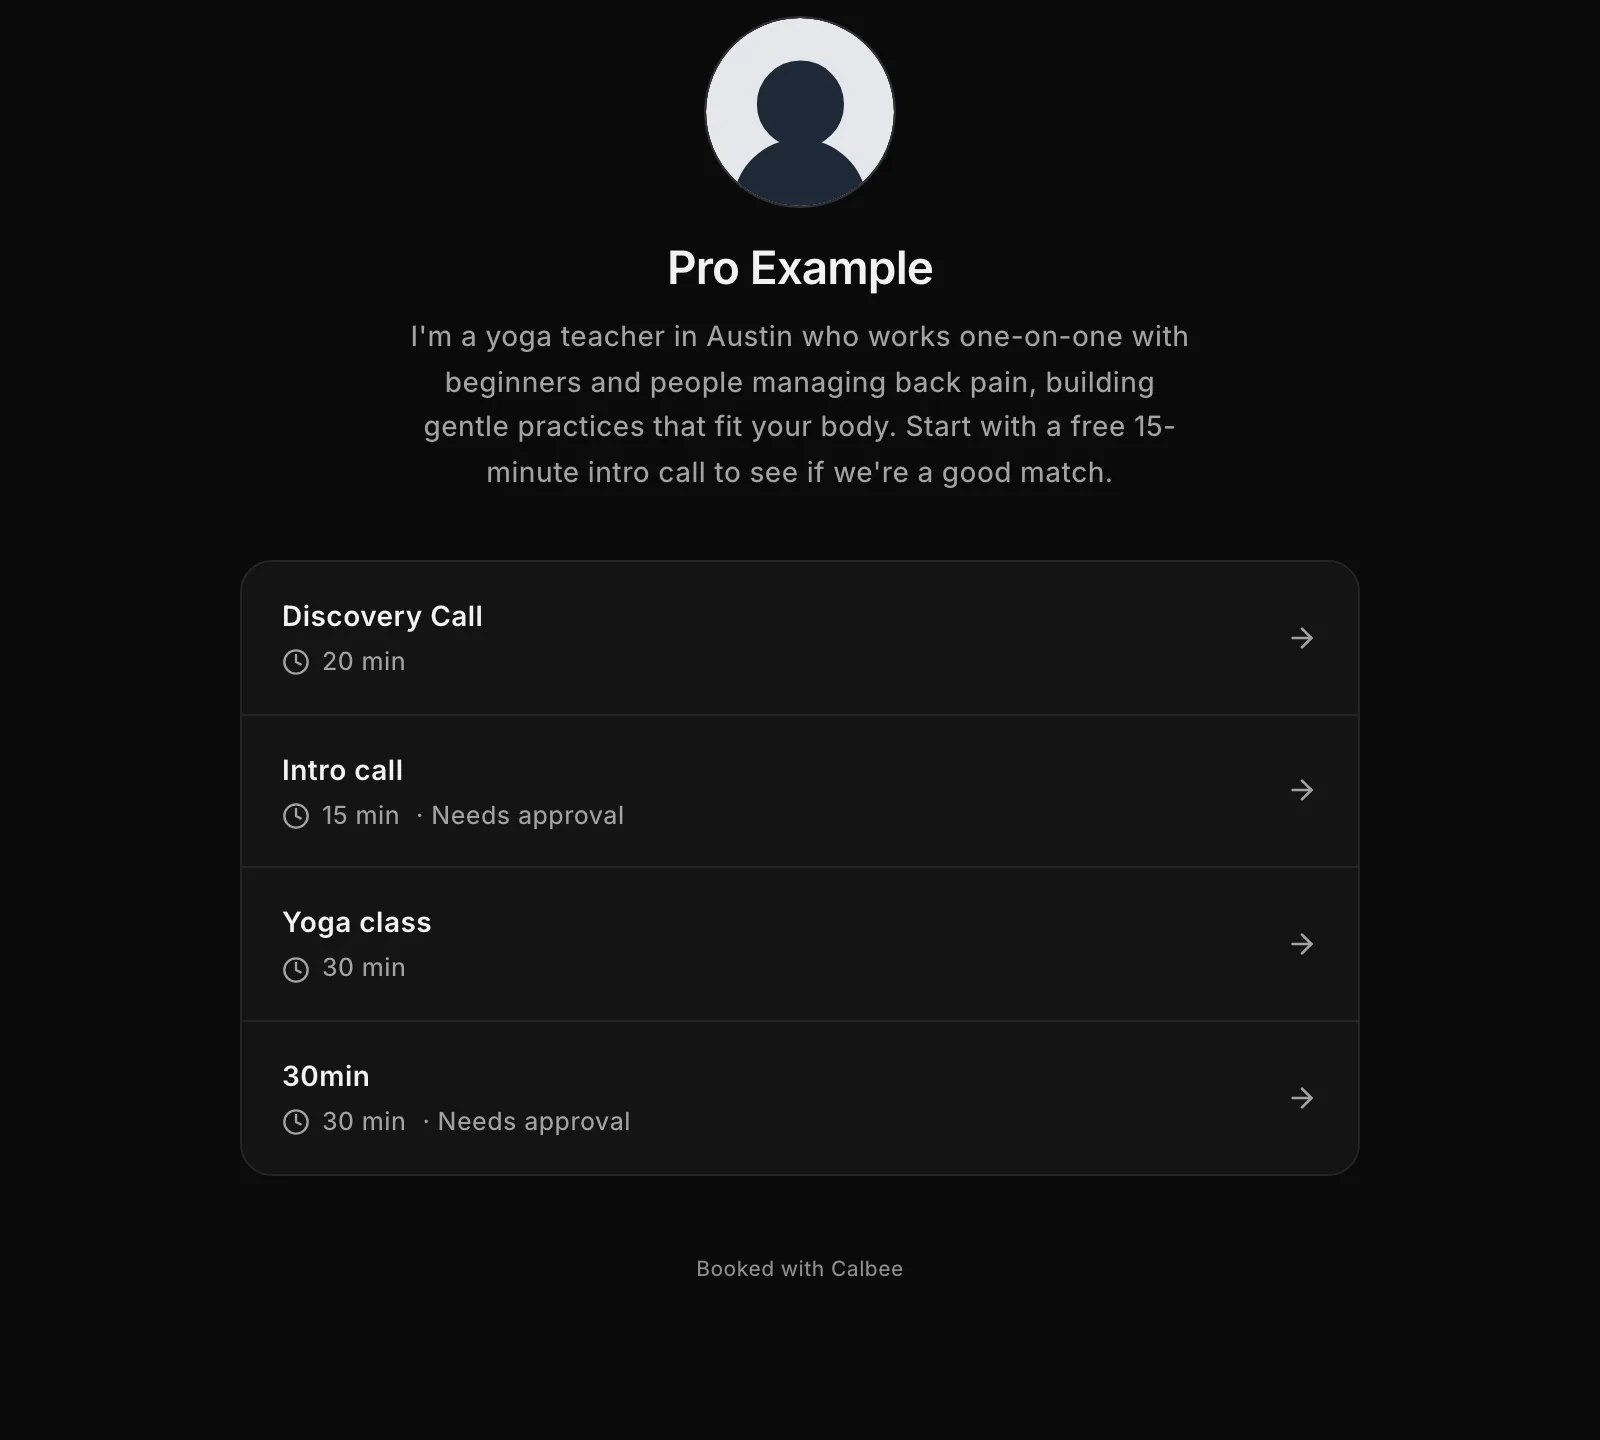 Pro Example
I'm a yoga teacher in Austin who works one-on-one with
beginners and people managing back pain, building
gentle practices that fit your body. Start with a free 15-
minute intro call to see if we're a good match.
Discovery Call
20 min
Intro call
15 min · Needs approval
Yoga class
30 min
30min
30 min · Needs approval
Booked with Calbee